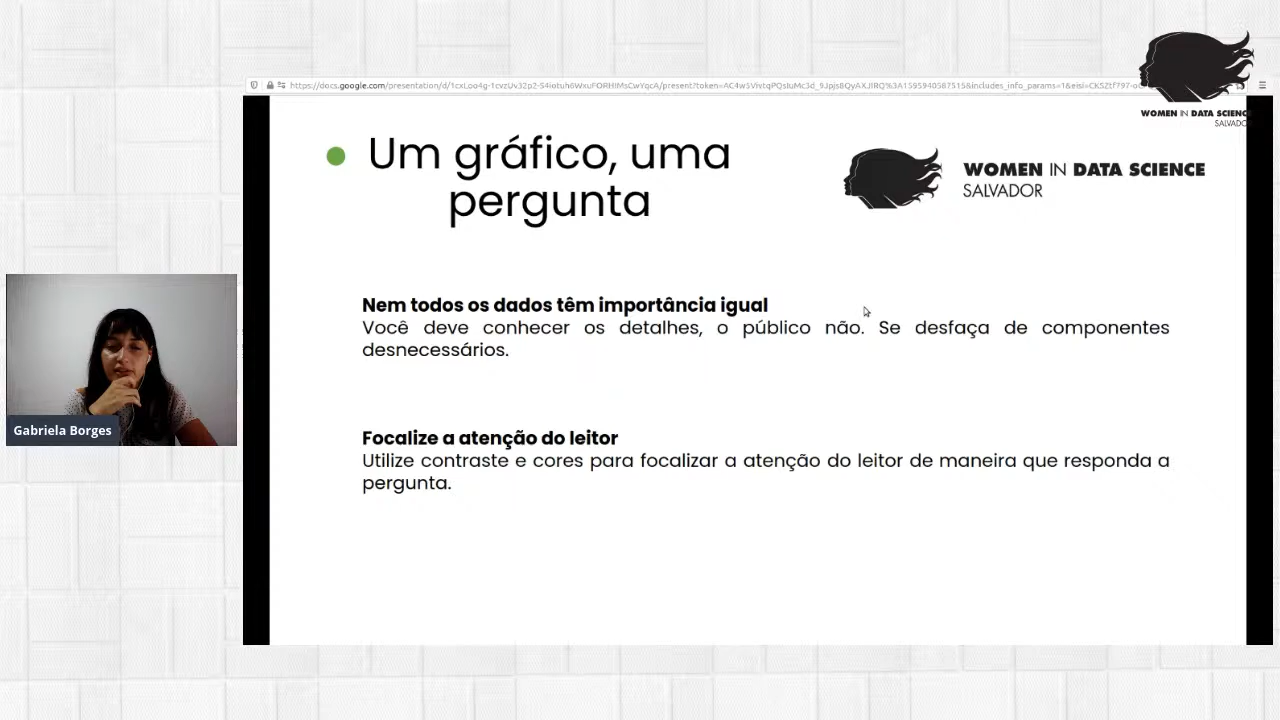 WOMEN IN DATA SCIENCE
SALVADOR
Um gráfico, uma
pergunta
WOMEN IN DATA SCIENCE
SALVADOR
Nem todos os dados têm importância igual
Você deve conhecer os detalhes, o público não. Se desfaça de componentes
desnecessários.
Focalize a atenção do leitor
Utilize contraste e cores para focalizar a atenção do leitor de maneira que responda a
pergunta.
Gabriela Borges